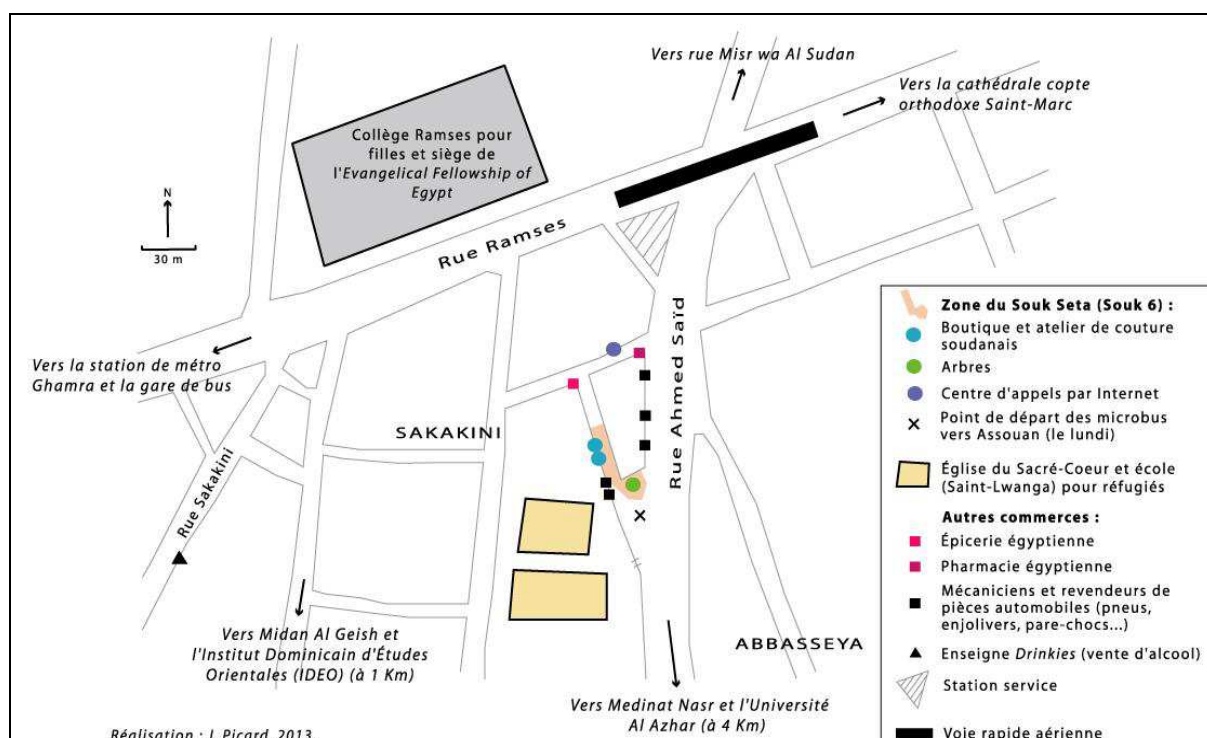 Vers rue Misr wa Al Sudan
Vers la cathédrale copte
orthodoxe Saint-Marc
Collège Ramses pour
filles et siège de
l'Evangelical Fellowship of
Egypt
N
30 m
Rue Ramses
Rue Ahmed Saïd
Vers la station de métro
Ghamra et la gare de bus
SAKAKINI
Rue Sakakini
Vers Midan Al Geish et
l'Institut Dominicain d'Études
Orientales (IDEO) (à 1 Km)
ABBASSEYA
Vers Medinat Nasr et l'Université
Al Azhar (à 4 Km)
Réalisation : J. Picard, 2013
Zone du Souk Seta (Souk 6) :
Boutique et atelier de couture
soudanais
Arbres
Centre d'appels par Internet
Point de départ des microbus
vers Assouan (le lundi)
Église du Sacré-Coeur et école
(Saint-Lwanga) pour réfugiés
Autres commerces :
Épicerie égyptienne
Pharmacie égyptienne
Mécaniciens et revendeurs de
pièces automobiles (pneus,
enjolivers, pare-chocs...)
Enseigne Drinkies (vente d'alcool)
Station service
Voie rapide aérienne